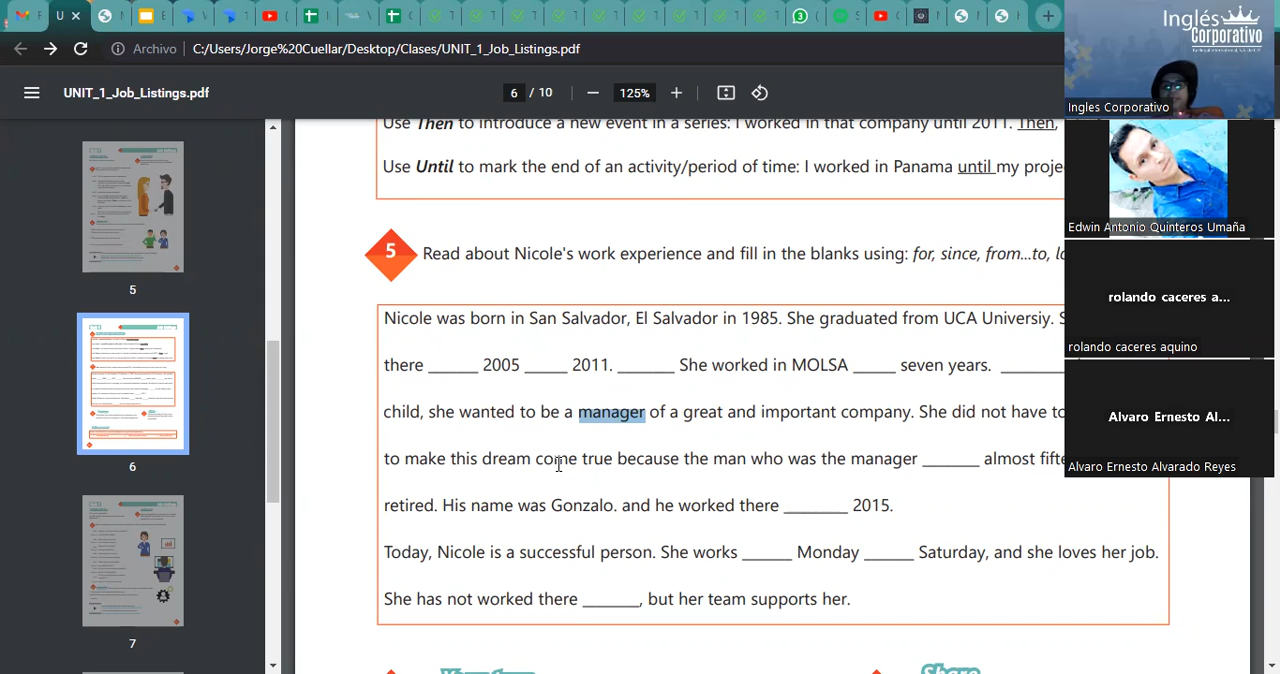 U
Archivo C:/Users/Jorge%20Cuellar/Desktop/Clases/UNIT_1_Job_Listings.pdf
UNIT_1_Job_Listings.pdf 6 / 10 125%
5
6
7
Use Then to introduce a new event in a series: I worked in that company until 2011. Then,
Use Until to mark the end of an activity/period of time: I worked in Panama until my proje
5 Read about Nicole's work experience and fill in the blanks using: for, since, from...to, la
Nicole was born in San Salvador, El Salvador in 1985. She graduated from UCA Universiy. S
there ______ 2005 _____ 2011. _______ She worked in MOLSA _____ seven years. ________
child, she wanted to be a manager of a great and important company. She did not have to
to make this dream come true because the man who was the manager _______ almost fifte
retired. His name was Gonzalo. and he worked there ________ 2015.
Today, Nicole is a successful person. She works ______ Monday ______ Saturday, and she loves her job.
She has not worked there _______, but her team supports her.
Share
Inglés
Corporativo
Ingles Corporativo
Edwin Antonio Quinteros Umaña
rolando caceres a...
rolando caceres aquino
Alvaro Ernesto Al...
Alvaro Ernesto Alvarado Reyes